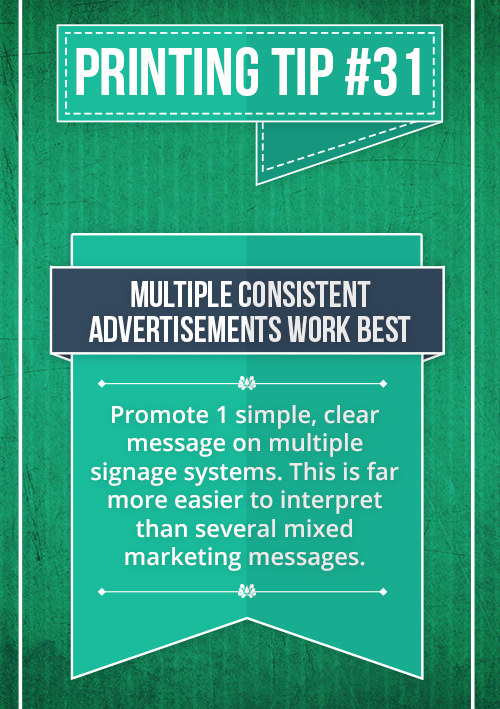 PRINTING TIP #31
MULTIPLE CONSISTENT
ADVERTISEMENTS WORK BEST
Promote 1 simple, clear
message on multiple
signage systems. This is far
more easier to interpret
than several mixed
marketing messages.